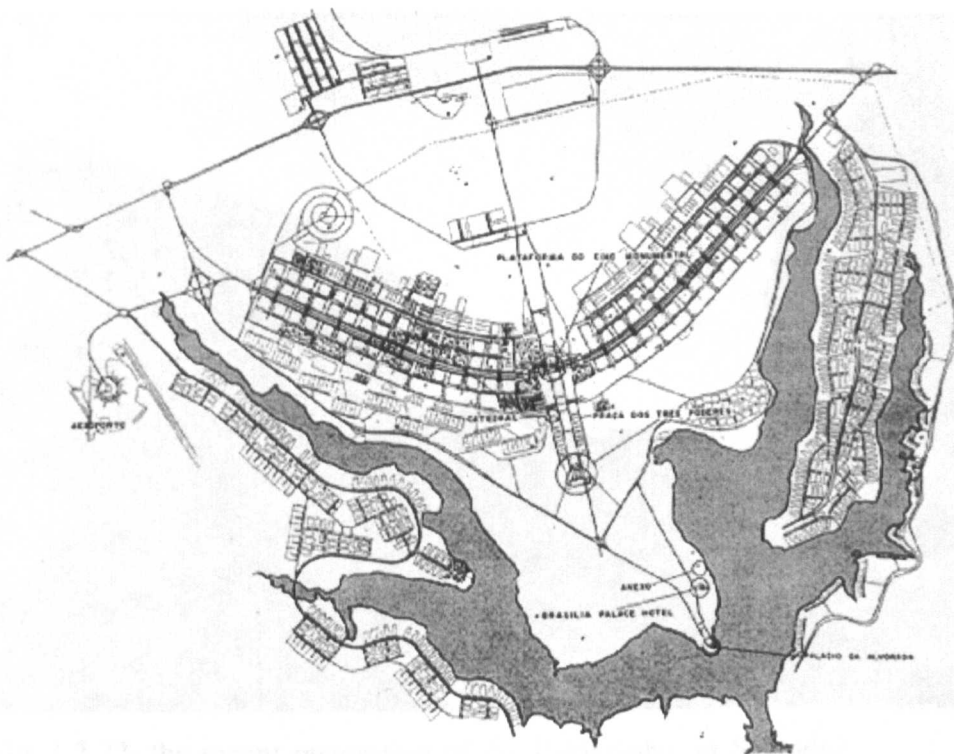 PLATAFORMA DO EIXO MONUMENTAL
AEROPORTO
CATEDRAL
PRAÇA DOS TRES PODERES
ANEXO
BRASILIA PALACE HOTEL
PALACIO DA ALVORADA